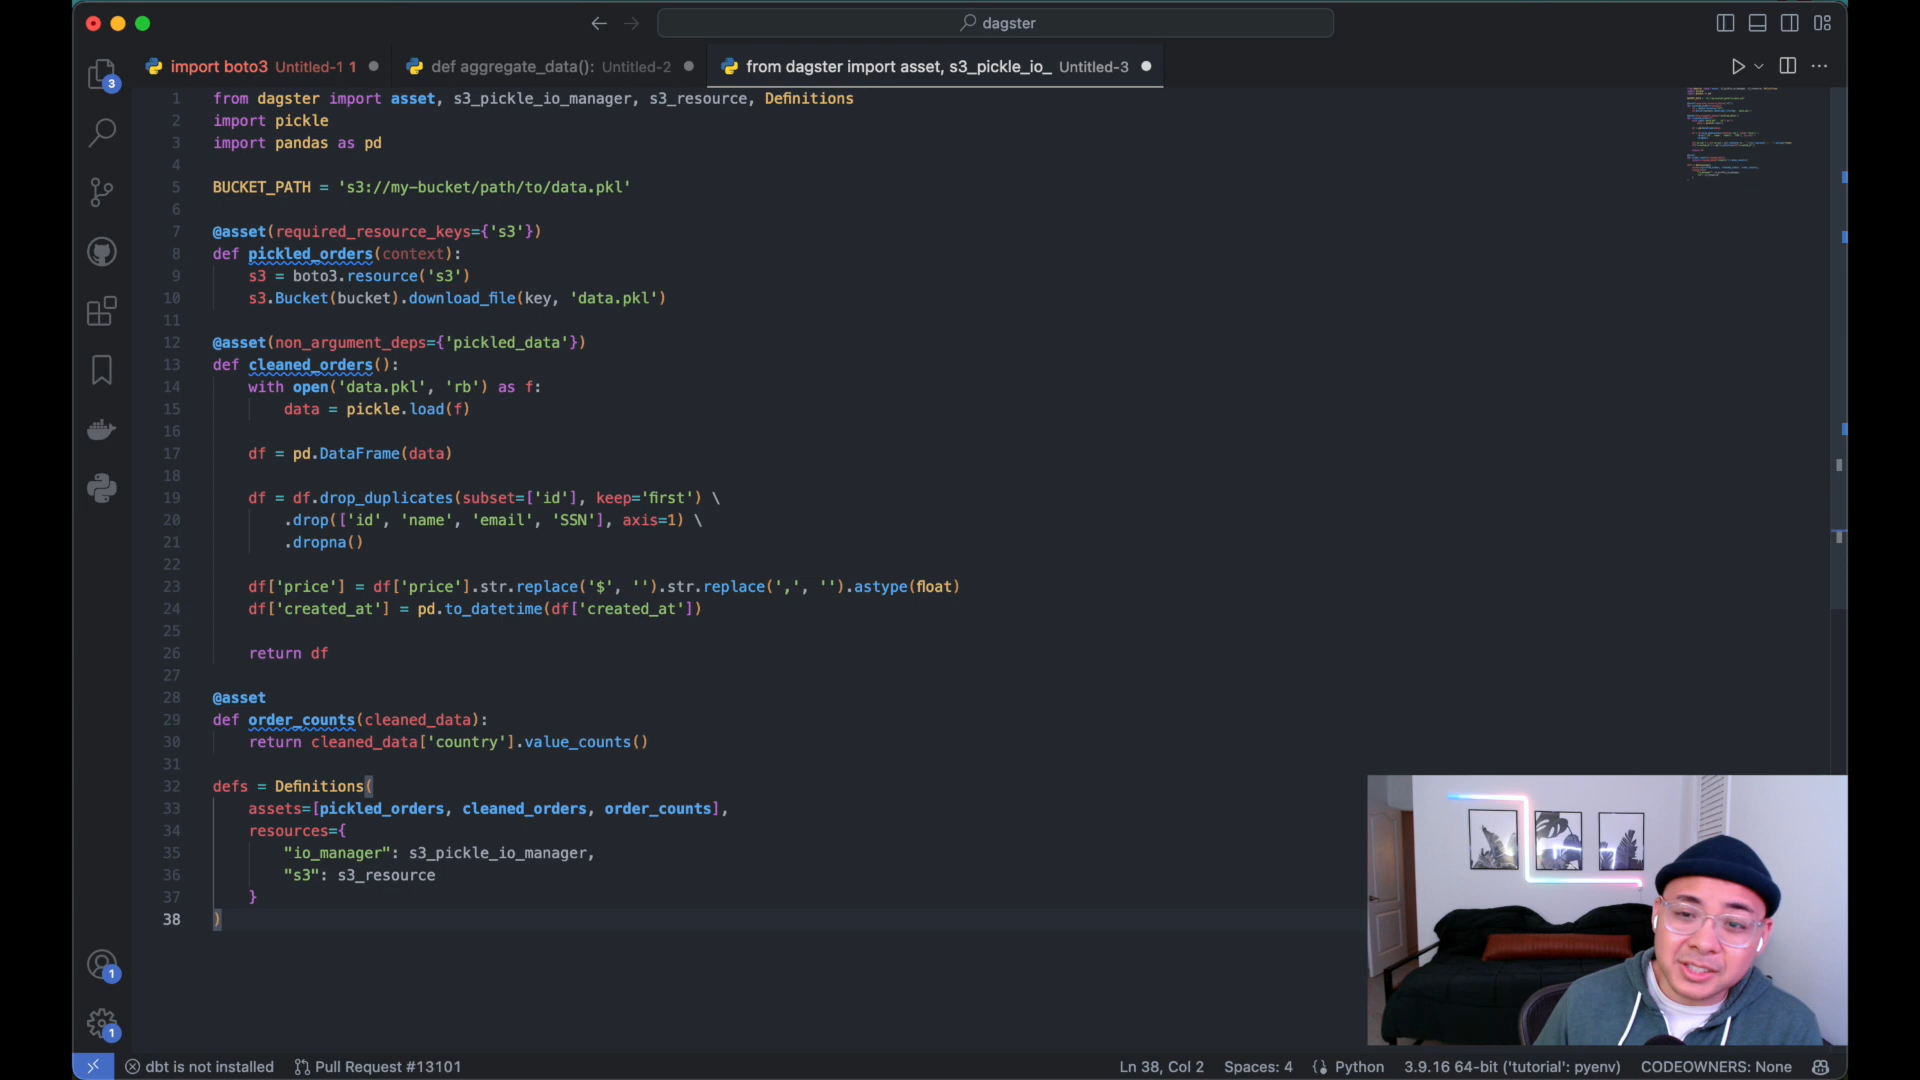 dagster
3
import boto3 Untitled-1 1
def aggregate_data(): Untitled-2
from dagster import asset, s3_pickle_io_ Untitled-3
1 from dagster import asset, s3_pickle_io_manager, s3_resource, Definitions
2 import pickle
3 import pandas as pd
4
5 BUCKET_PATH = 's3://my-bucket/path/to/data.pkl'
6
7 @asset(required_resource_keys={'s3'})
8 def pickled_orders(context):
9 s3 = boto3.resource('s3')
10 s3.Bucket(bucket).download_file(key, 'data.pkl')
11
12 @asset(non_argument_deps={'pickled_data'})
13 def cleaned_orders():
14 with open('data.pkl', 'rb') as f:
15 data = pickle.load(f)
16
17 df = pd.DataFrame(data)
18
19 df = df.drop_duplicates(subset=['id'], keep='first') \
20 .drop(['id', 'name', 'email', 'SSN'], axis=1) \
21 .dropna()
22
23 df['price'] = df['price'].str.replace('$', '').str.replace(',', '').astype(float)
24 df['created_at'] = pd.to_datetime(df['created_at'])
25
26 return df
27
28 @asset
29 def order_counts(cleaned_data):
30 return cleaned_data['country'].value_counts()
31
32 defs = Definitions(
33 assets=[pickled_orders, cleaned_orders, order_counts],
34 resources={
35 "io_manager": s3_pickle_io_manager,
36 "s3": s3_resource
37 }
38 )
1
1
dbt is not installed Pull Request #13101 Ln 38, Col 2 Spaces: 4 Python 3.9.16 64-bit ('tutorial': pyenv) CODEOWNERS: None